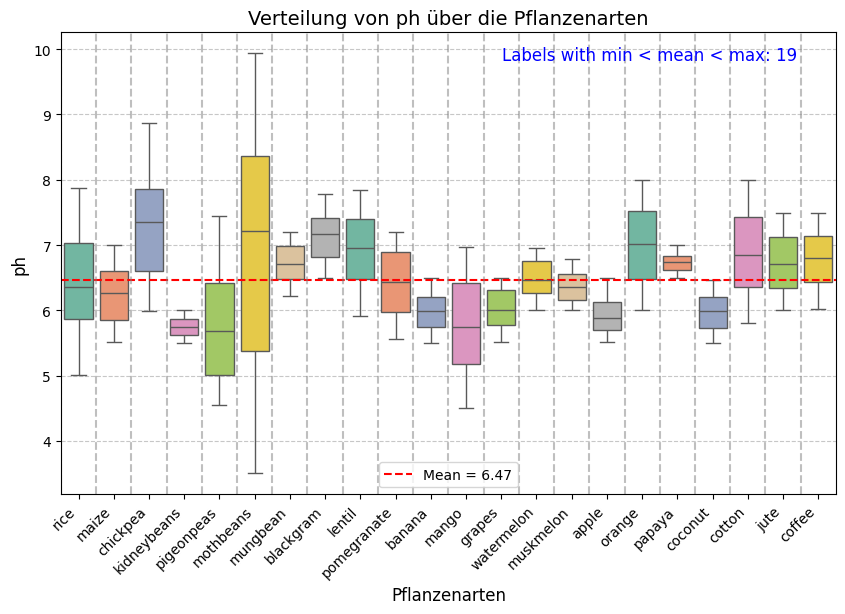 Verteilung von ph über die Pflanzenarten
Labels with min < mean < max: 19
10
9
8
7
6
5
4
ph
Mean = 6.47
rice
maize
chickpea
kidneybeans
pigeonpeas
mothbeans
mungbean
blackgram
lentil
pomegranate
banana
mango
grapes
watermelon
muskmelon
apple
orange
papaya
coconut
cotton
jute
coffee
Pflanzenarten